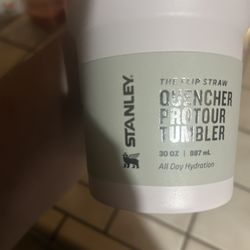 STANLEY
THE FLIP STRAW
QUENCHER
PROTOUR
TUMBLER
30 OZ | 887 mL
All Day Hydration